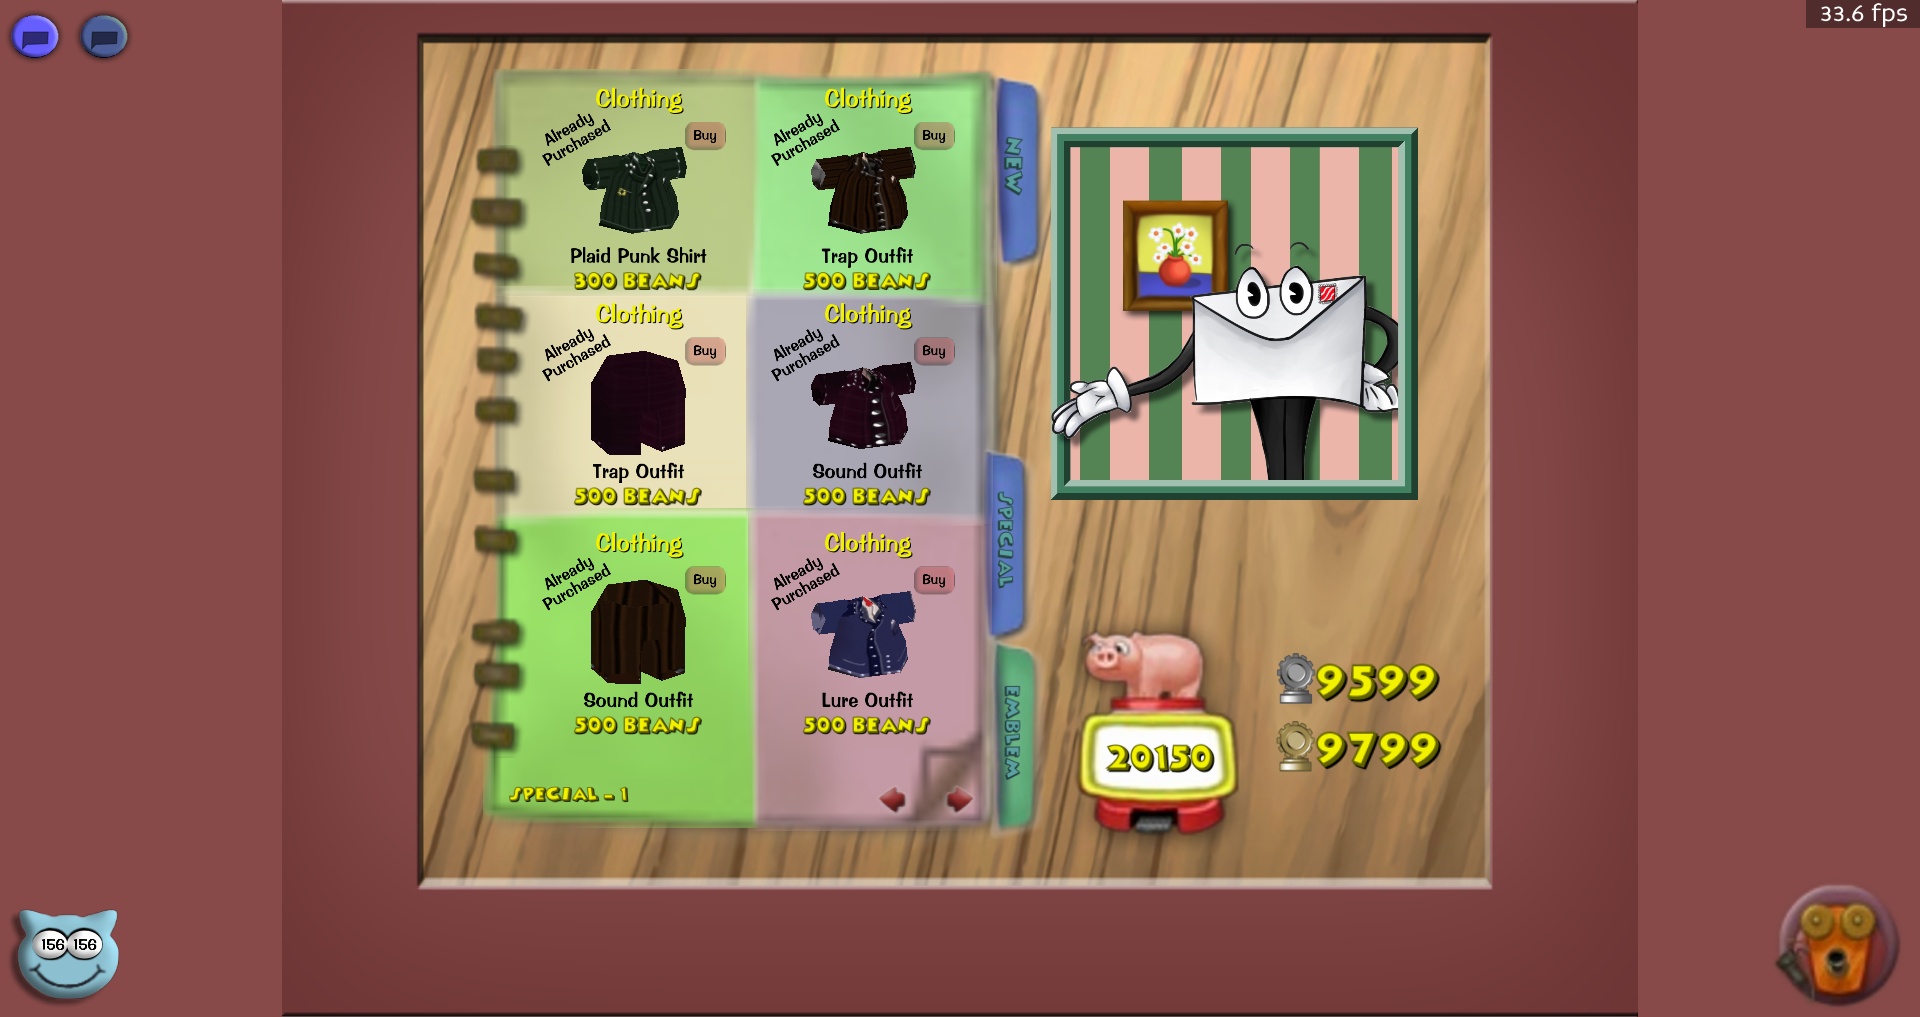 33.6 fps
Clothing
Already
Purchased
Buy
Plaid Punk Shirt
300 BEANS
Clothing
Already
Purchased
Buy
Trap Outfit
500 BEANS
Clothing
Already
Purchased
Buy
Trap Outfit
500 BEANS
Clothing
Already
Purchased
Buy
Sound Outfit
500 BEANS
Clothing
Already
Purchased
Buy
Sound Outfit
500 BEANS
Clothing
Already
Purchased
Buy
Lure Outfit
500 BEANS
SPECIAL - 1
NEW
SPECIAL
EMBLEM
20150
9599
9799
156 156